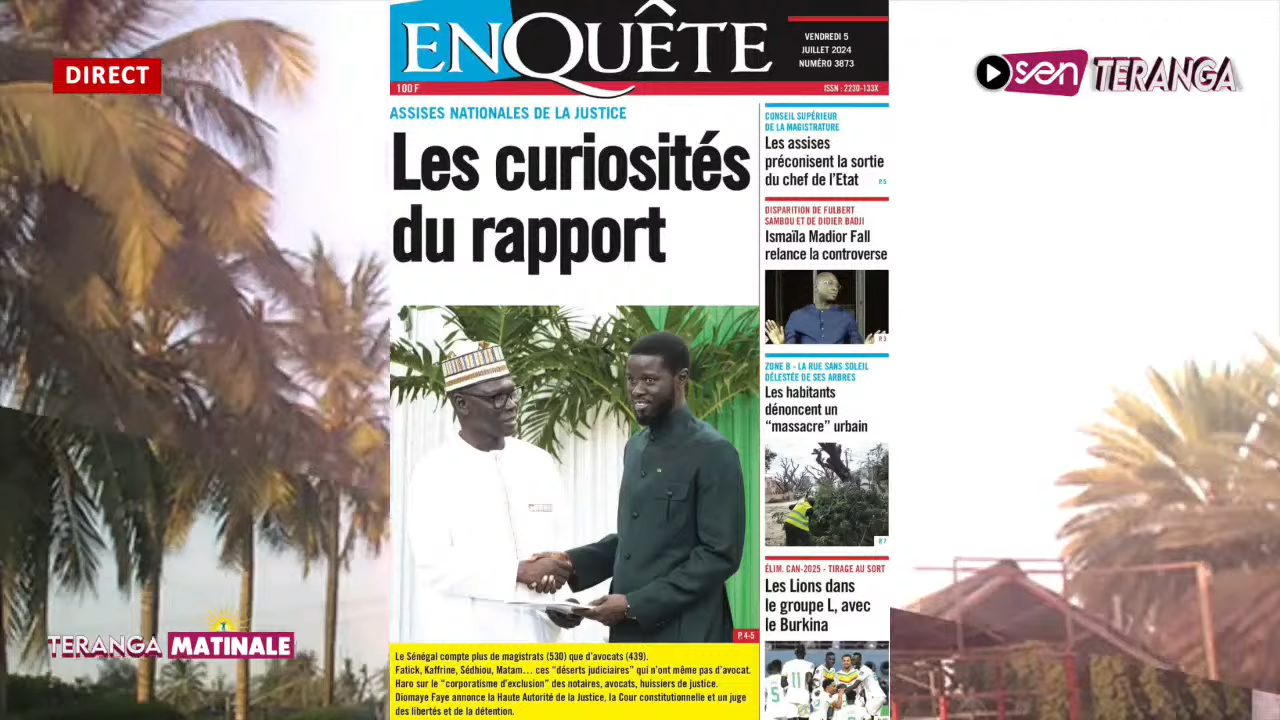 DIRECT
sen TERANGA
ENQUÊTE
VENDREDI 5
JUILLET 2024
NUMÉRO 3873
100 F
ISSN : 2230-133X
ASSISES NATIONALES DE LA JUSTICE
Les curiosités
du rapport
P. 4-5
Le Sénégal compte plus de magistrats (530) que d’avocats (439).
Fatick, Kaffrine, Sédhiou, Matam… ces “déserts judiciaires” qui n’ont même pas d’avocat.
Haro sur le “corporatisme d’exclusion” des notaires, avocats, huissiers de justice.
Diomaye Faye annonce la Haute Autorité de la Justice, la Cour constitutionnelle et un juge
des libertés et de la détention.
CONSEIL SUPÉRIEUR
DE LA MAGISTRATURE
Les assises
préconisent la sortie
du chef de l’Etat
P.5
DISPARITION DE FULBERT
SAMBOU ET DE DIDIER BADJI
Ismaïla Madior Fall
relance la controverse
P.3
ZONE B - LA RUE SANS SOLEIL
DÉLESTÉE DE SES ARBRES
Les habitants
dénoncent un
“massacre” urbain
P.7
ÉLIM. CAN-2025 - TIRAGE AU SORT
Les Lions dans
le groupe L, avec
le Burkina
5
11
TERANGA MATINALE